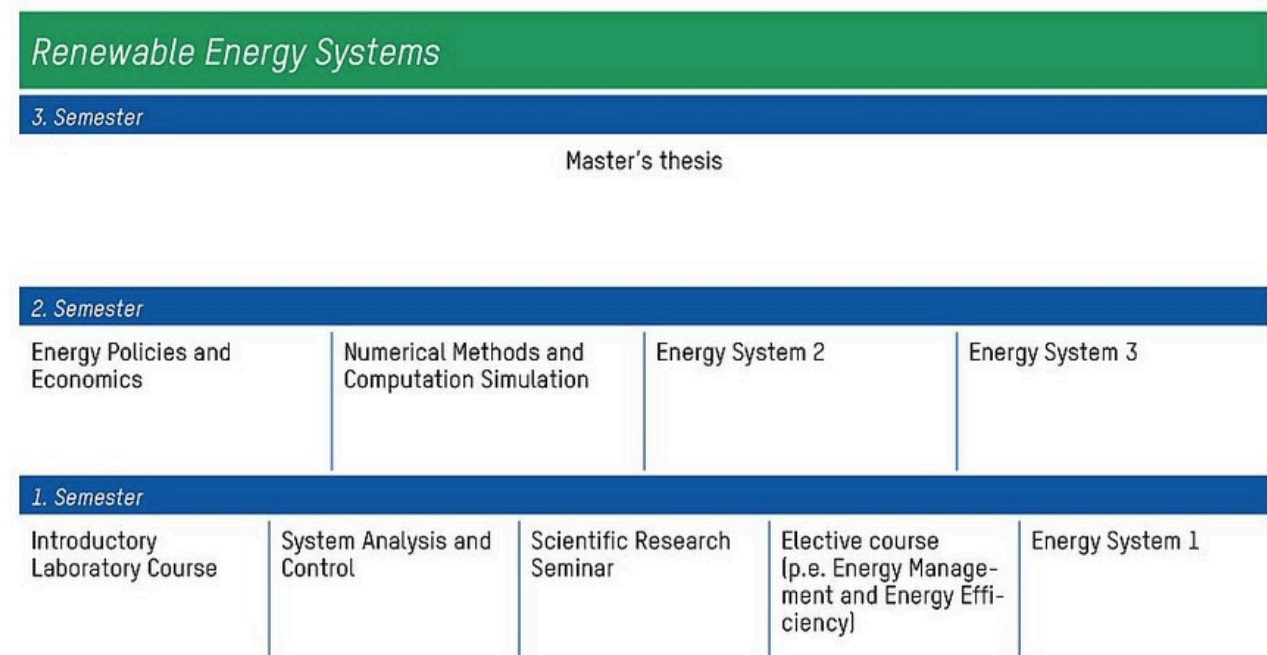 Renewable Energy Systems
3. Semester
Master's thesis
2. Semester
Energy Policies and
Economics
Numerical Methods and
Computation Simulation
Energy System 2
Energy System 3
1. Semester
Introductory
Laboratory Course
System Analysis and
Control
Scientific Research
Seminar
Elective course
(p.e. Energy Manage-
ment and Energy Effi-
ciency)
Energy System 1